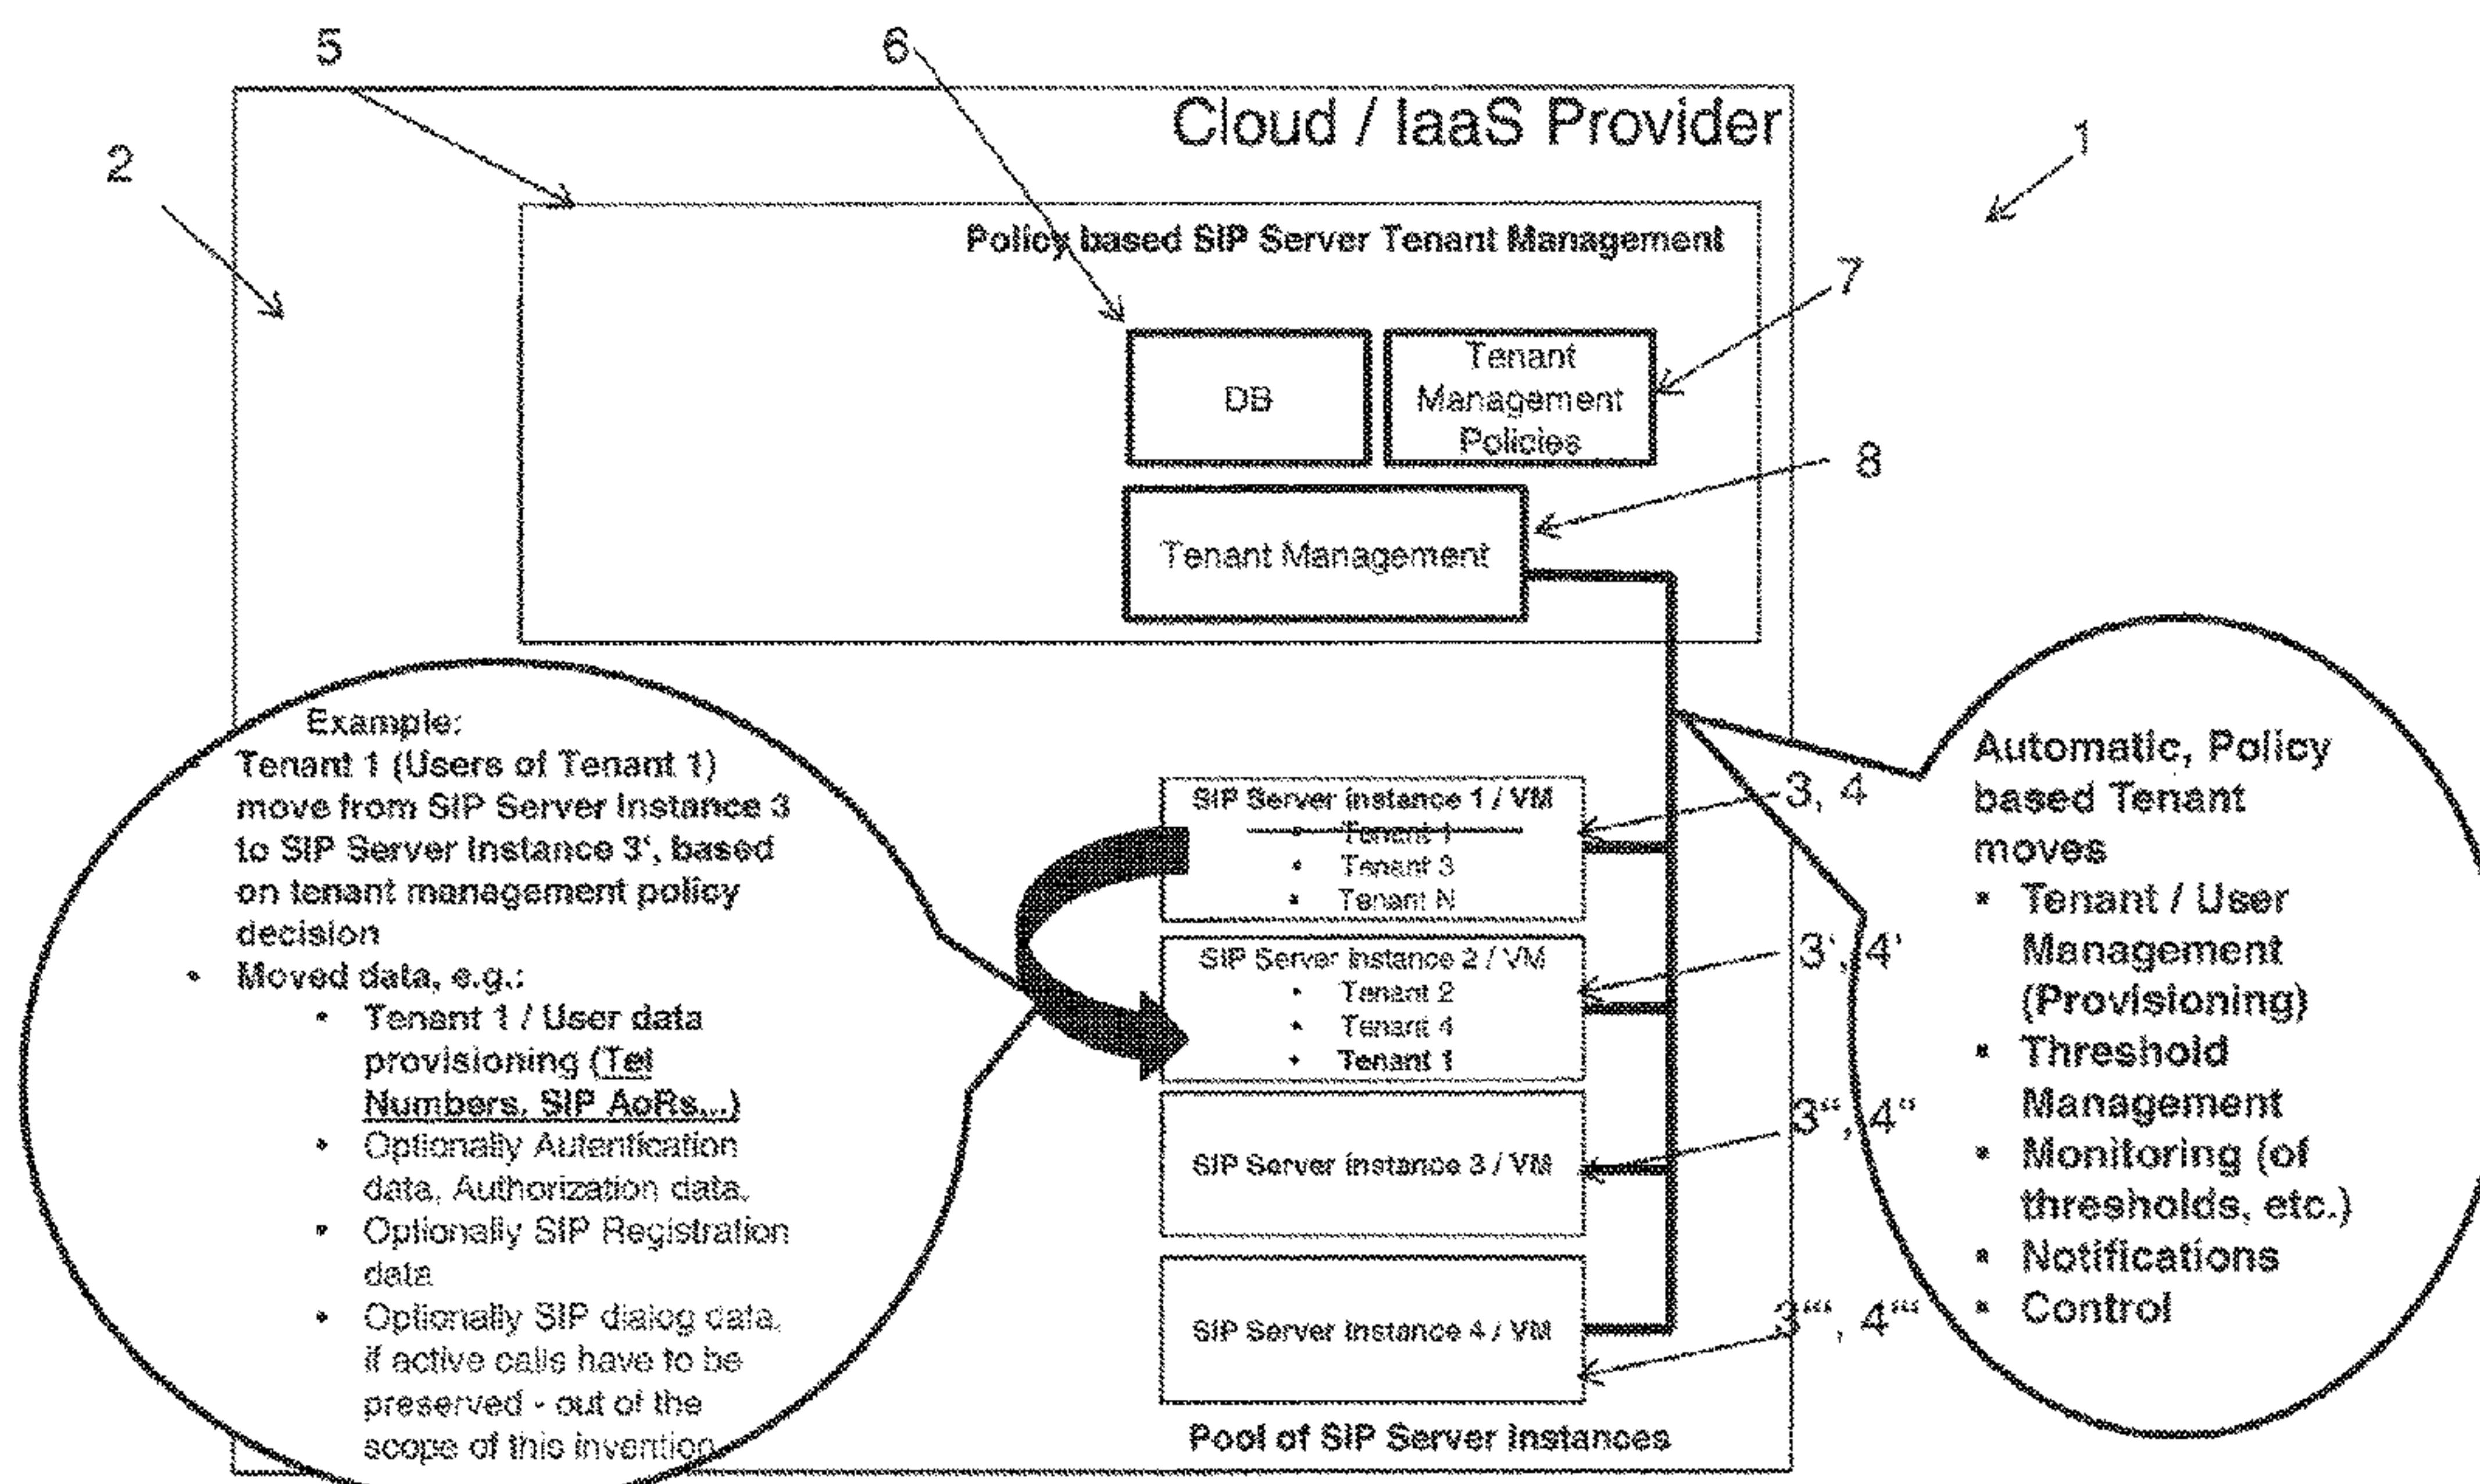 5
6
Cloud / IaaS Provider
1
2
Policy based SIP Server Tenant Management
7
Tenant
Management
Policies
DB
8
Tenant Management
Example:
Tenant 1 (Users of Tenant 1)
move from SIP Server Instance 3
to SIP Server Instance 3‘, based
on tenant management policy
decision
• Moved data, e.g.:
• Tenant 1 / User data
provisioning (Tel
Numbers, SIP AoRs...)
• Optionally Autentfication
data, Authorization data,
• Optionally SIP Registration
data
• Optionally SIP dialog data,
if active calls have to be
preserved - out of the
scope of this invention
SIP Server Instance 1 / VM
• Tenant 1
• Tenant 3
• Tenant N
3, 4
SIP Server Instance 2 / VM
• Tenant 2
• Tenant 4
• Tenant 1
3‘, 4‘
SIP Server Instance 3 / VM
3“, 4“
SIP Server Instance 4 / VM
3“‘, 4“‘
Pool of SIP Server Instances
Automatic, Policy
based Tenant
moves
▪ Tenant / User
Management
(Provisioning)
▪ Threshold
Management
▪ Monitoring (of
thresholds, etc.)
▪ Notifications
▪ Control